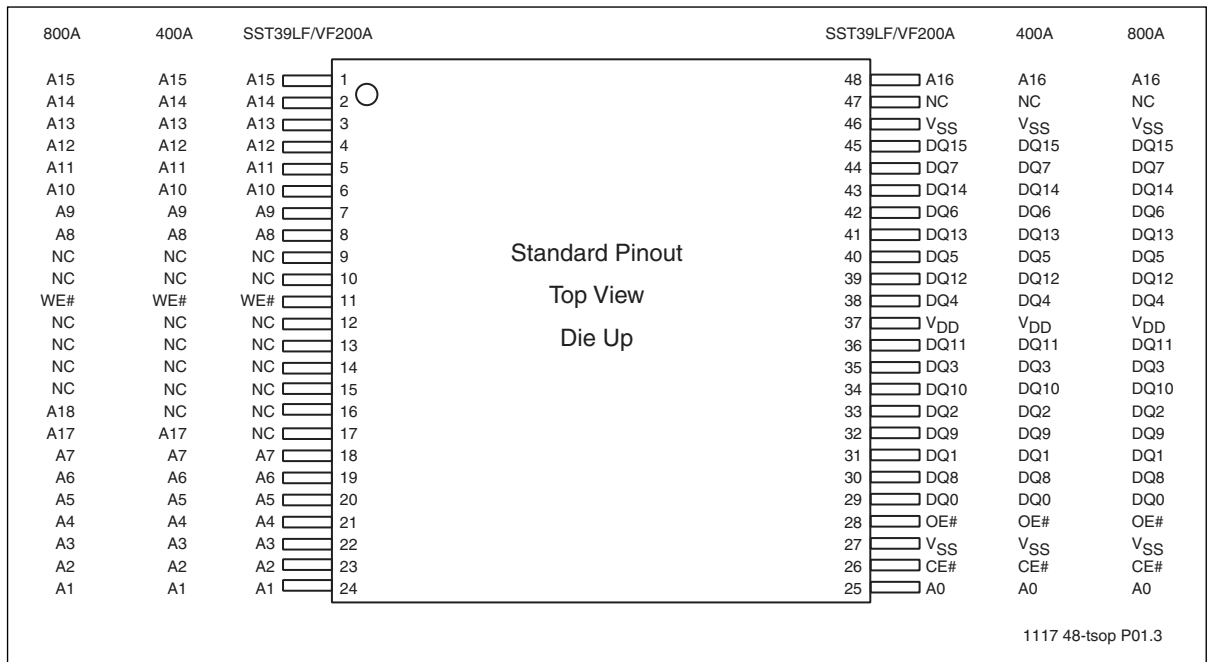 800A 400A SST39LF/VF200A SST39LF/VF200A 400A 800A
A15 A15 A15 1 48 A16 A16 A16
A14 A14 A14 2 47 NC NC NC
A13 A13 A13 3 46 VSS VSS VSS
A12 A12 A12 4 45 DQ15 DQ15 DQ15
A11 A11 A11 5 44 DQ7 DQ7 DQ7
A10 A10 A10 6 43 DQ14 DQ14 DQ14
A9 A9 A9 7 42 DQ6 DQ6 DQ6
A8 A8 A8 8 41 DQ13 DQ13 DQ13
NC NC NC 9 Standard Pinout 40 DQ5 DQ5 DQ5
NC NC NC 10 39 DQ12 DQ12 DQ12
WE# WE# WE# 11 Top View 38 DQ4 DQ4 DQ4
NC NC NC 12 37 VDD VDD VDD
NC NC NC 13 Die Up 36 DQ11 DQ11 DQ11
NC NC NC 14 35 DQ3 DQ3 DQ3
NC NC NC 15 34 DQ10 DQ10 DQ10
A18 NC NC 16 33 DQ2 DQ2 DQ2
A17 A17 NC 17 32 DQ9 DQ9 DQ9
A7 A7 A7 18 31 DQ1 DQ1 DQ1
A6 A6 A6 19 30 DQ8 DQ8 DQ8
A5 A5 A5 20 29 DQ0 DQ0 DQ0
A4 A4 A4 21 28 OE# OE# OE#
A3 A3 A3 22 27 VSS VSS VSS
A2 A2 A2 23 26 CE# CE# CE#
A1 A1 A1 24 25 A0 A0 A0
1117 48-tsop P01.3